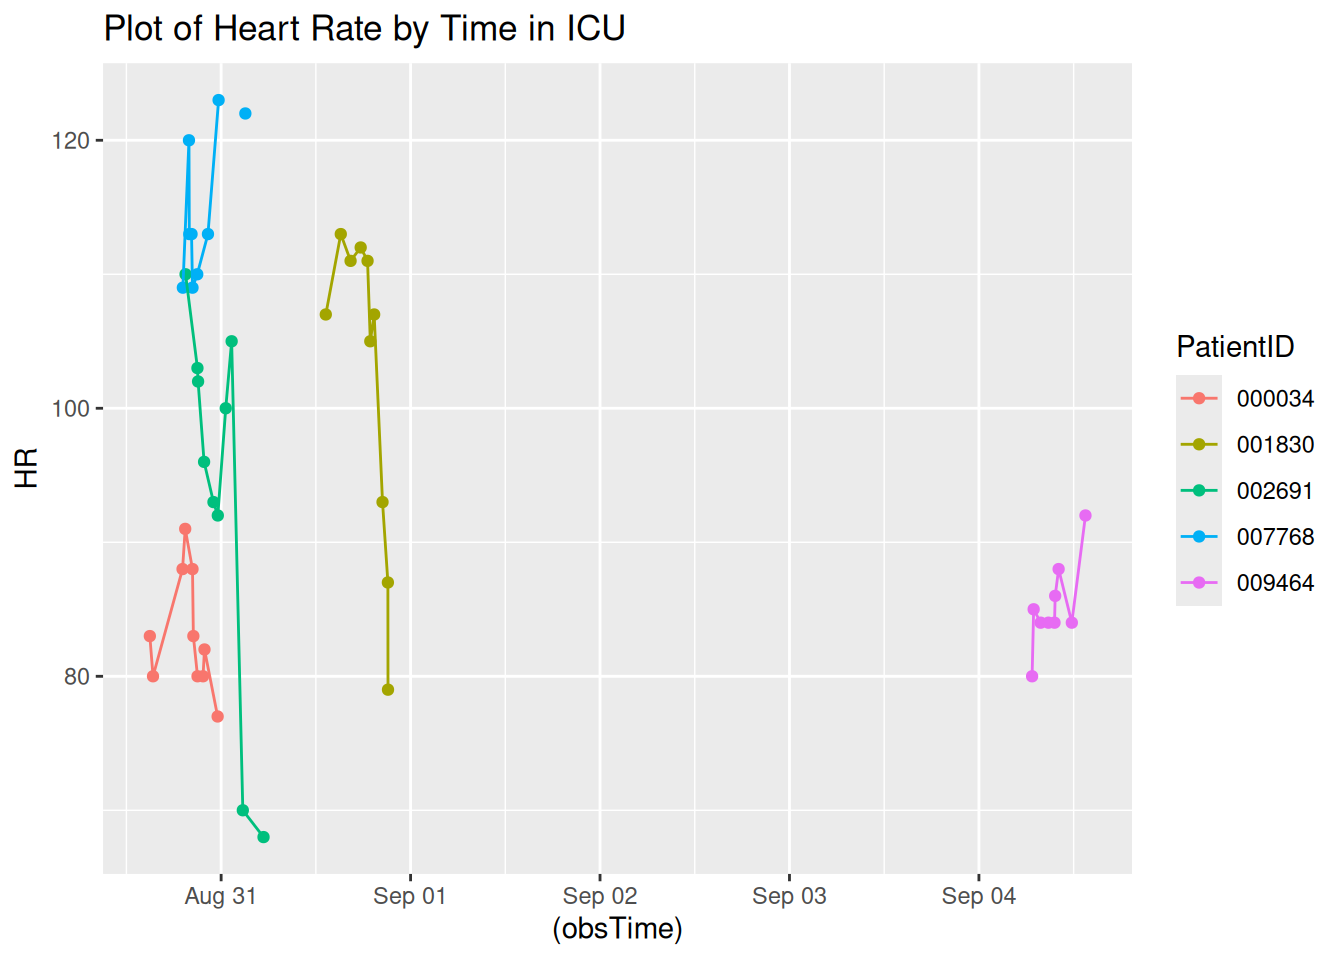 Plot of Heart Rate by Time in ICU
120
100
80
HR
Aug 31
Sep 01
Sep 02
Sep 03
Sep 04
(obsTime)
PatientID
000034
001830
002691
007768
009464